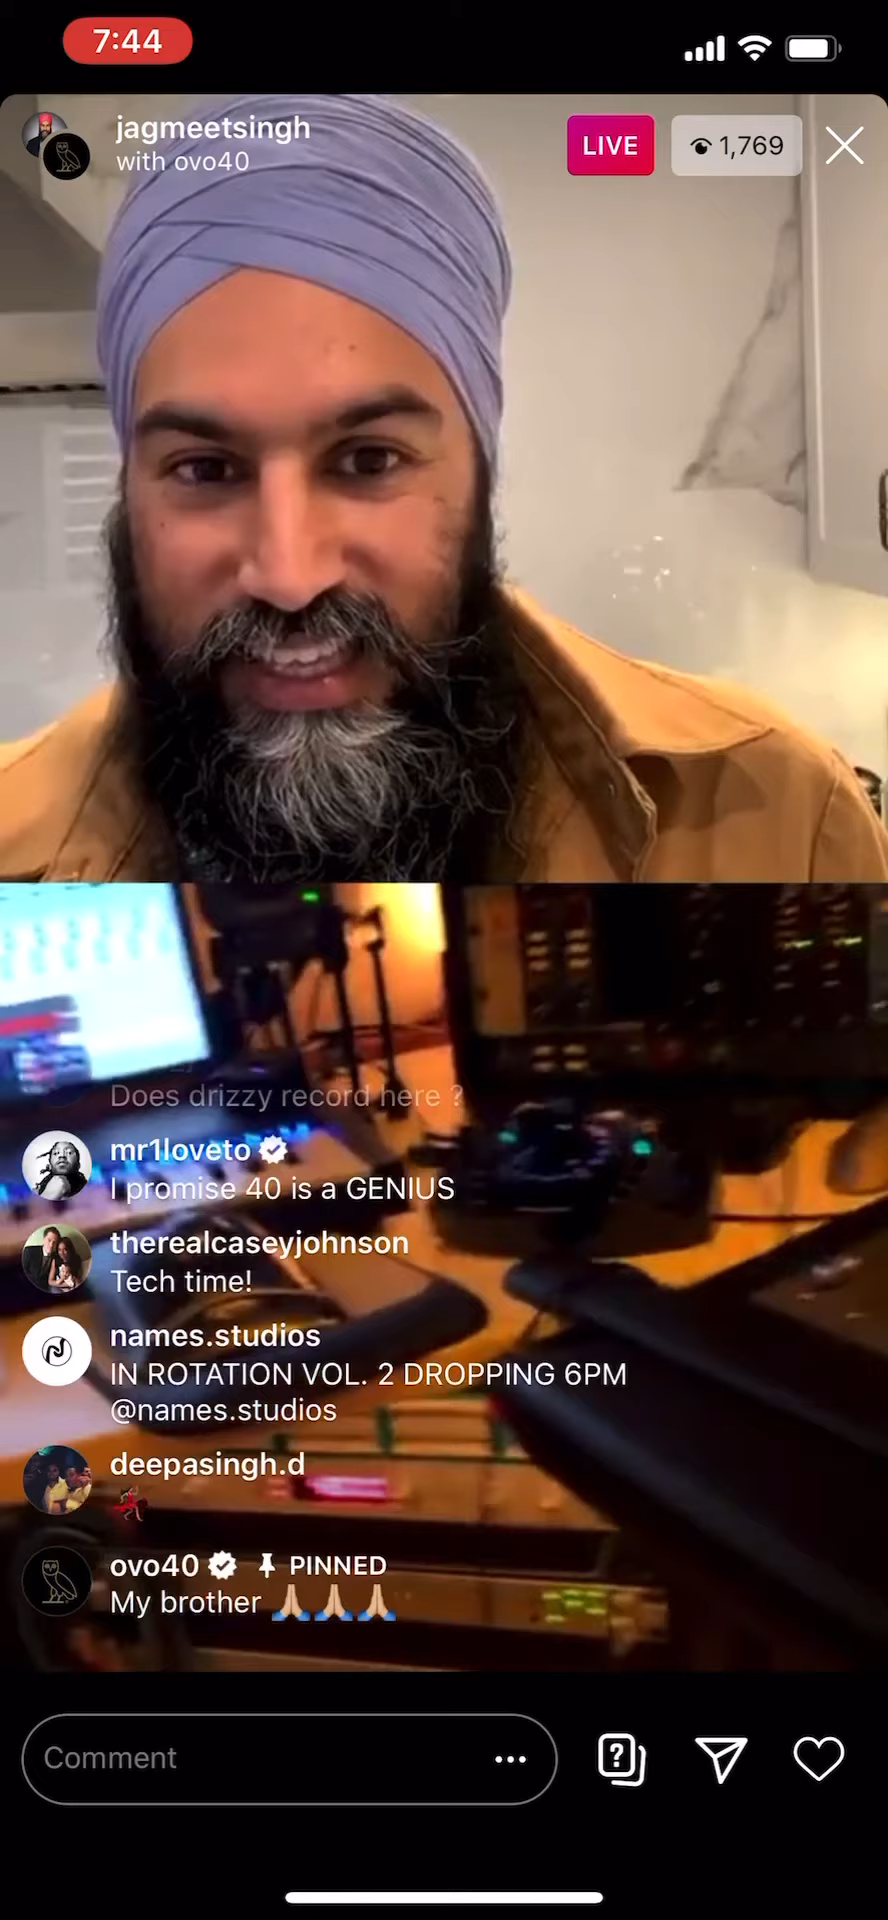 7:44
jagmeetsingh
with ovo40
LIVE
1,769
Does drizzy record here ?
mr1loveto
I promise 40 is a GENIUS
therealcaseyjohnson
Tech time!
names.studios
IN ROTATION VOL. 2 DROPPING 6PM
@names.studios
deepasingh.d
💃🏽
ovo40 PINNED
My brother 🙏🏼🙏🏼🙏🏼
Comment